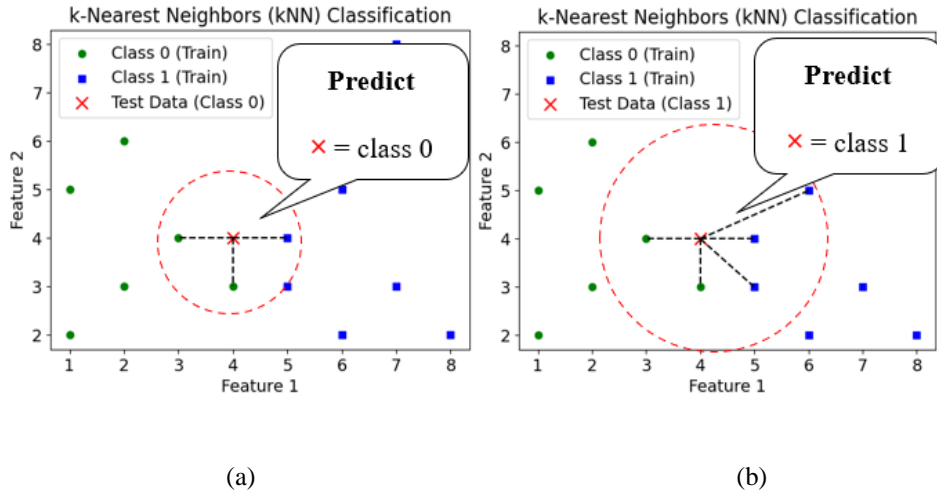 k-Nearest Neighbors (kNN) Classification
8
7
6
5
4
3
2
Feature 2
Class 0 (Train)
Class 1 (Train)
Test Data (Class 0)
Predict
× = class 0
1 2 3 4 5 6 7 8
Feature 1
(a)
k-Nearest Neighbors (kNN) Classification
8
7
6
5
4
3
2
Feature 2
Class 0 (Train)
Class 1 (Train)
Test Data (Class 1)
Predict
× = class 1
1 2 3 4 5 6 7 8
Feature 1
(b)